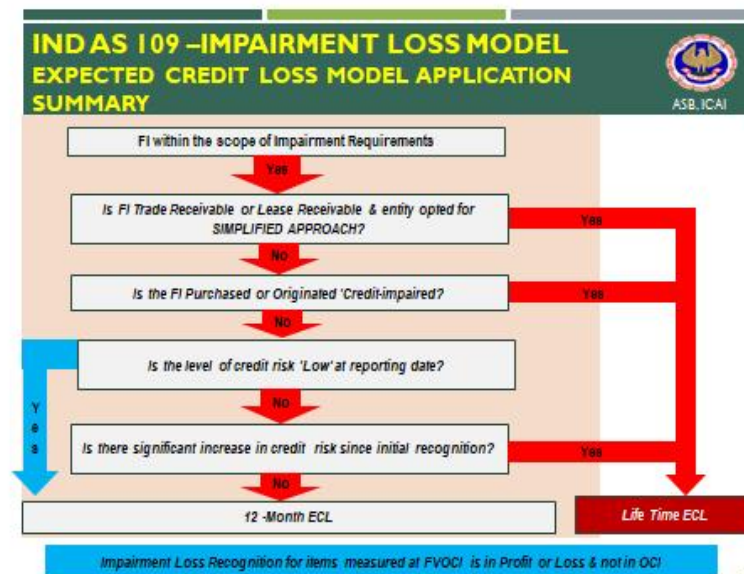 IND AS 109 –IMPAIRMENT LOSS MODEL
EXPECTED CREDIT LOSS MODEL APPLICATION
SUMMARY
ASB, ICAI
FI within the scope of Impairment Requirements
Yes
Is FI Trade Receivable or Lease Receivable & entity opted for
SIMPLIFIED APPROACH?
Yes
No
Is the FI Purchased or Originated 'Credit-impaired?
Yes
No
Is the level of credit risk 'Low' at reporting date?
Yes
No
Is there significant increase in credit risk since initial recognition?
Yes
No
12 -Month ECL
Life Time ECL
Impairment Loss Recognition for items measured at FVOCI is in Profit or Loss & not in OCI